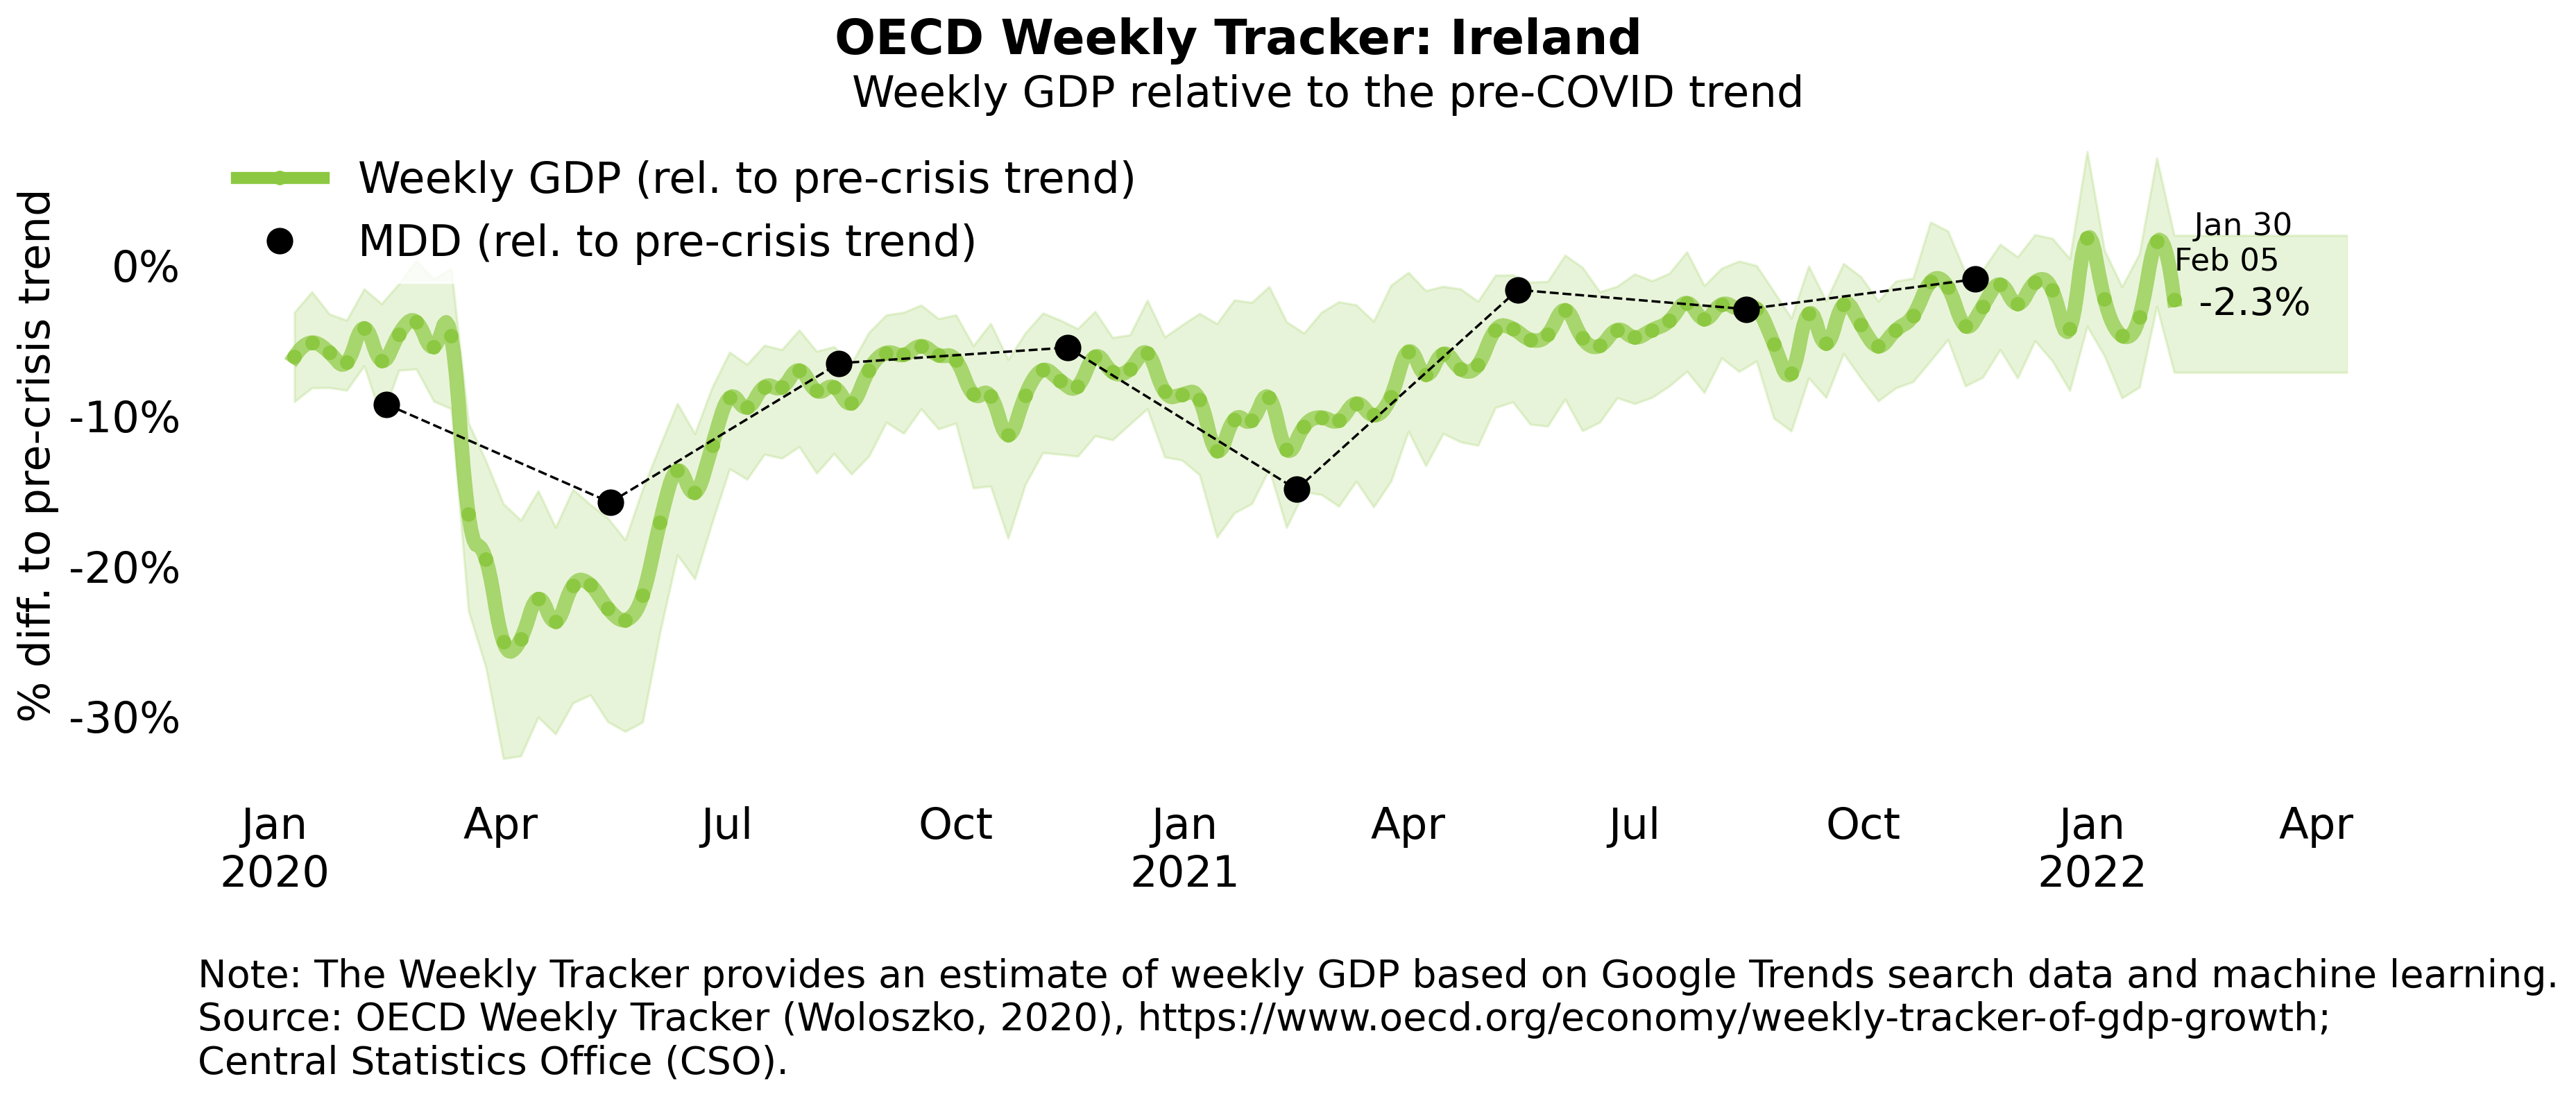 OECD Weekly Tracker: Ireland
Weekly GDP relative to the pre-COVID trend
Weekly GDP (rel. to pre-crisis trend)
MDD (rel. to pre-crisis trend)
% diff. to pre-crisis trend
0%
-10%
-20%
-30%
Jan 30
Feb 05
-2.3%
Jan Apr Jul Oct Jan Apr Jul Oct Jan Apr
2020 2021 2022
Note: The Weekly Tracker provides an estimate of weekly GDP based on Google Trends search data and machine learning.
Source: OECD Weekly Tracker (Woloszko, 2020), https://www.oecd.org/economy/weekly-tracker-of-gdp-growth;
Central Statistics Office (CSO).